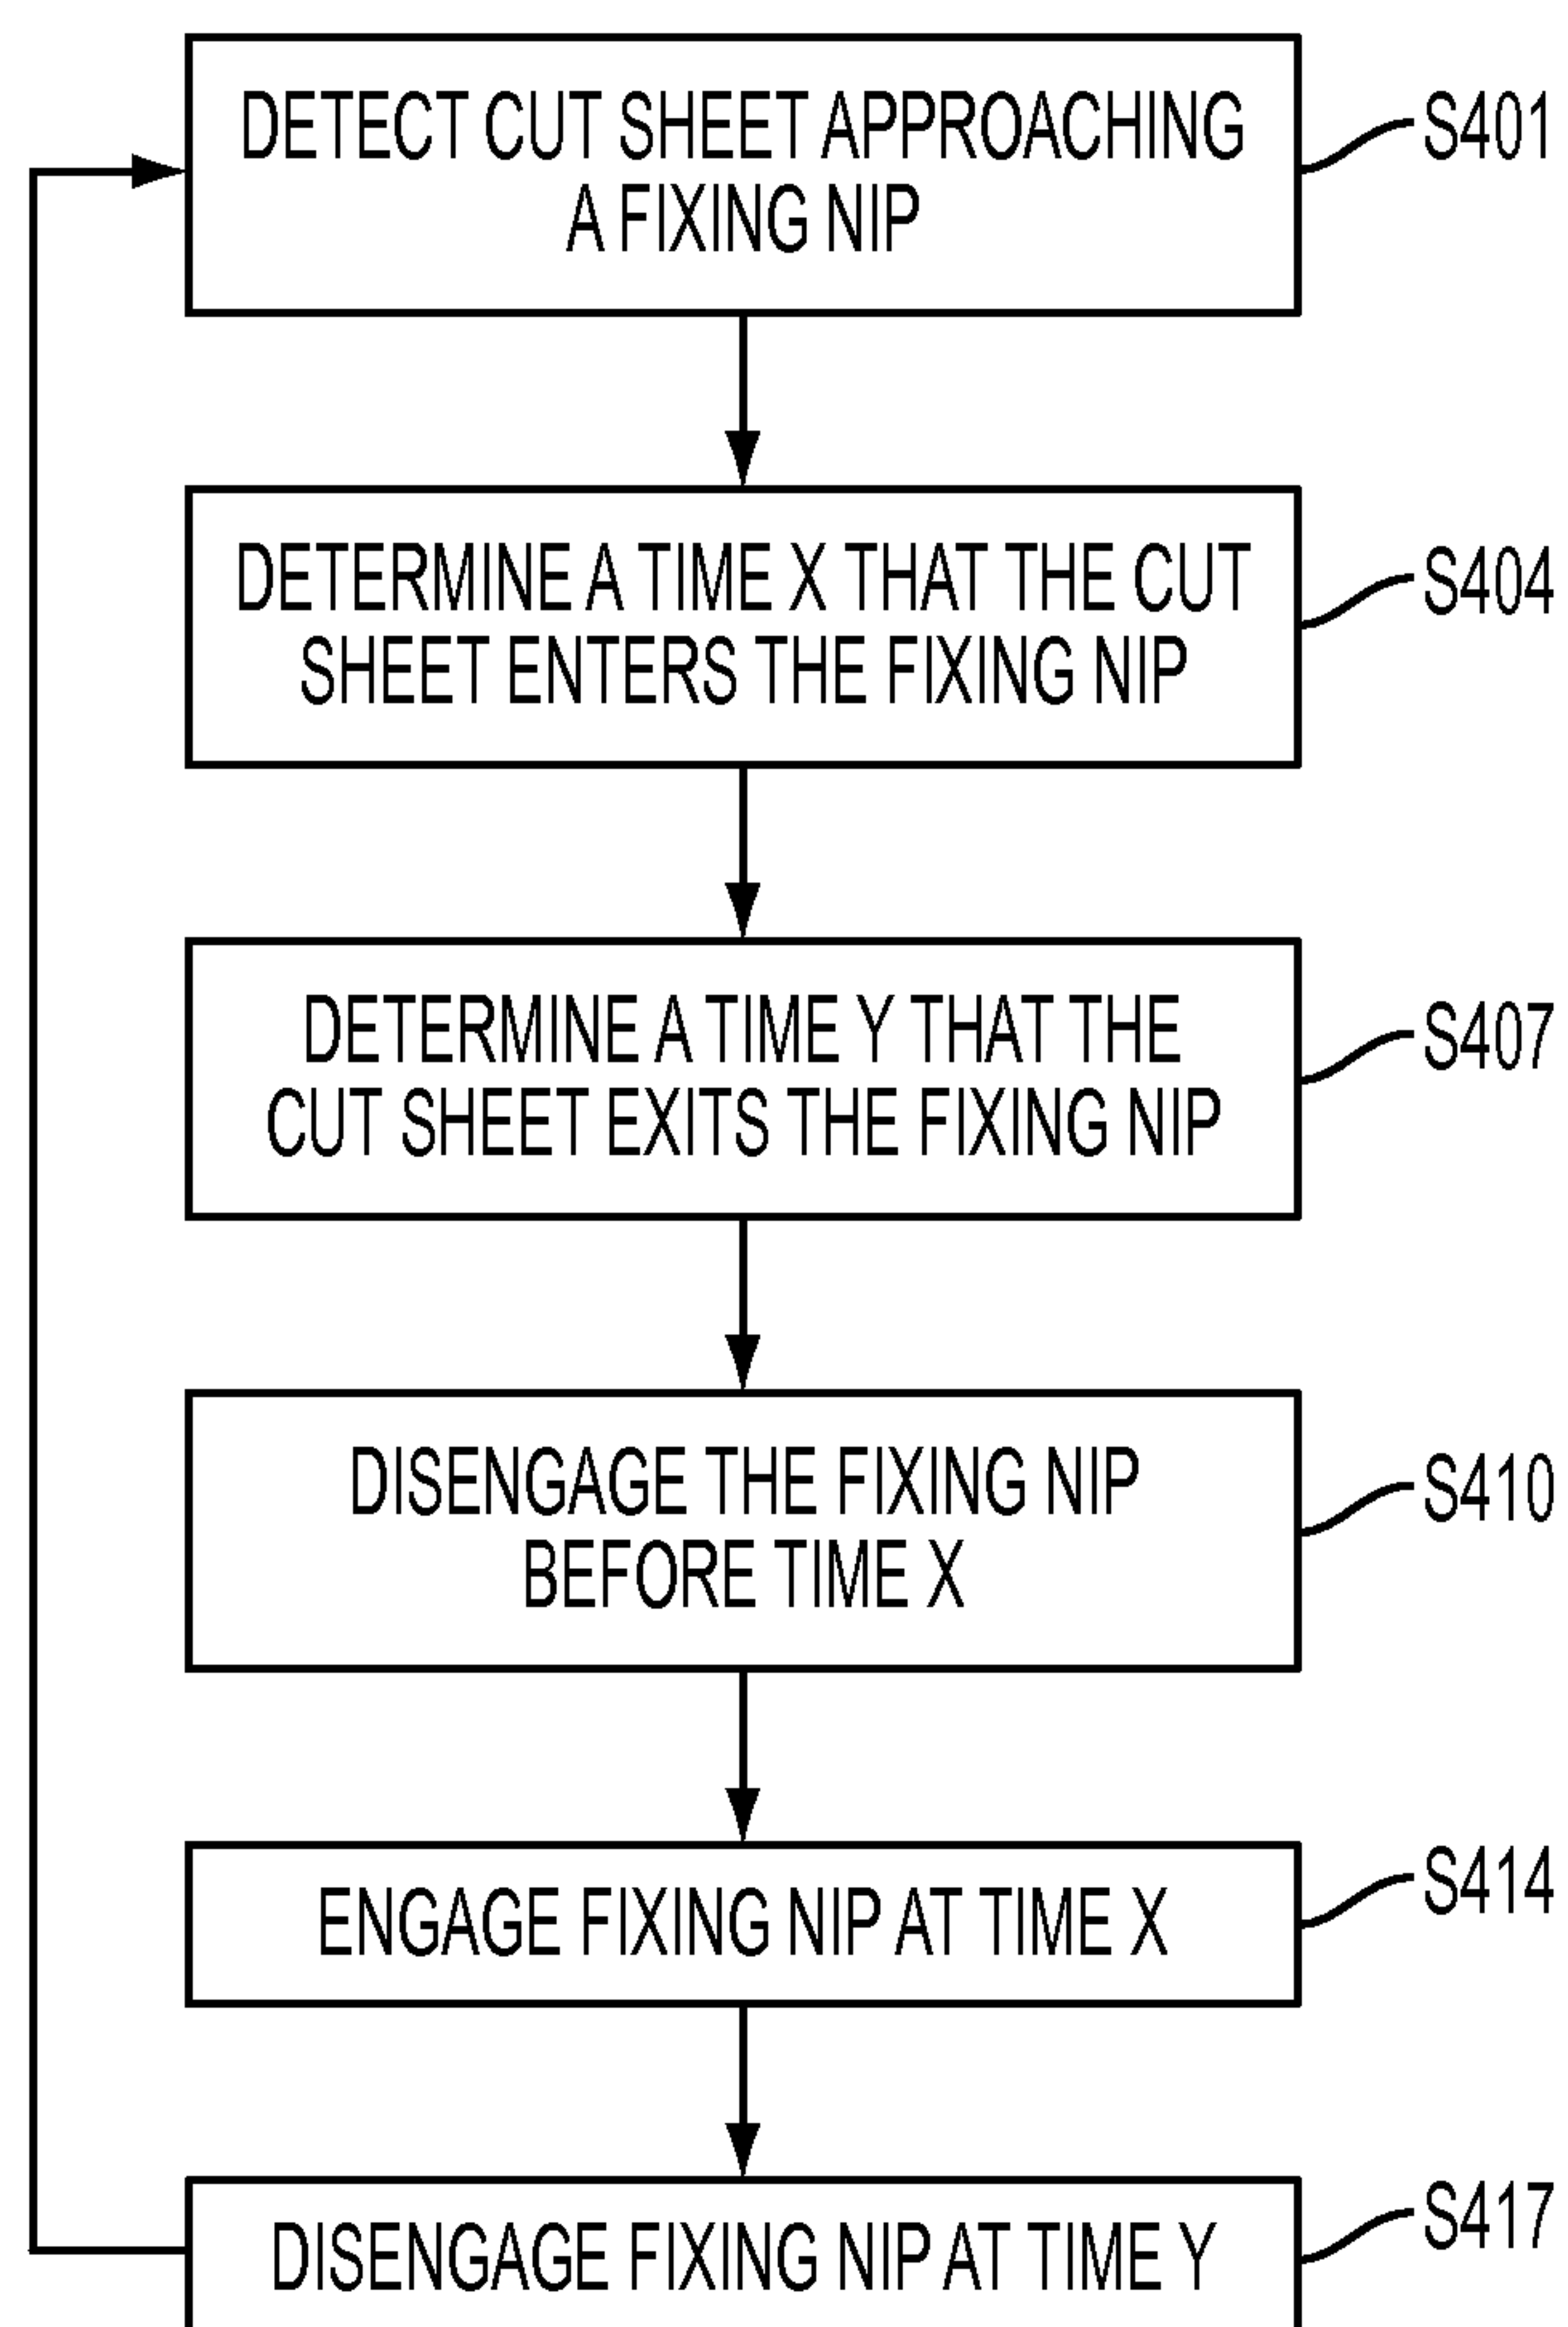 DETECT CUT SHEET APPROACHING
A FIXING NIP
S401
DETERMINE A TIME X THAT THE CUT
SHEET ENTERS THE FIXING NIP
S404
DETERMINE A TIME Y THAT THE
CUT SHEET EXITS THE FIXING NIP
S407
DISENGAGE THE FIXING NIP
BEFORE TIME X
S410
ENGAGE FIXING NIP AT TIME X
S414
DISENGAGE FIXING NIP AT TIME Y
S417